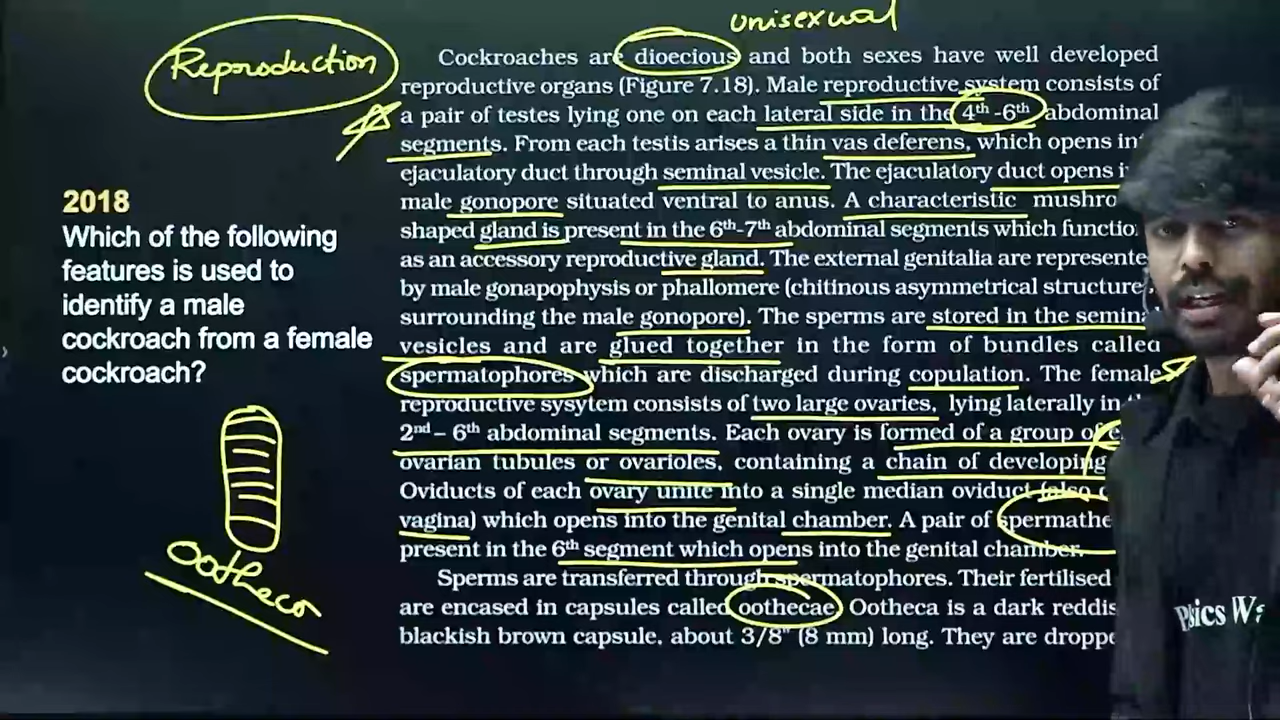 unisexual
Reproduction
Cockroaches are dioecious and both sexes have well developed
reproductive organs (Figure 7.18). Male reproductive system consists of
a pair of testes lying one on each lateral side in the 4th -6th abdominal
segments. From each testis arises a thin vas deferens, which opens in
ejaculatory duct through seminal vesicle. The ejaculatory duct opens i
male gonopore situated ventral to anus. A characteristic mushro
shaped gland is present in the 6th-7th abdominal segments which functio
as an accessory reproductive gland. The external genitalia are represente
by male gonapophysis or phallomere (chitinous asymmetrical structure
surrounding the male gonopore). The sperms are stored in the semina
vesicles and are glued together in the form of bundles called
spermatophores which are discharged during copulation. The female
reproductive sysytem consists of two large ovaries, lying laterally in
2nd – 6th abdominal segments. Each ovary is formed of a group of
ovarian tubules or ovarioles, containing a chain of developing
Oviducts of each ovary unite into a single median oviduct (also
vagina) which opens into the genital chamber. A pair of spermathe
present in the 6th segment which opens into the genital chamber.
Sperms are transferred through spermatophores. Their fertilised
are encased in capsules called oothecae. Ootheca is a dark reddis
blackish brown capsule, about 3/8" (8 mm) long. They are droppe
2018
Which of the following
features is used to
identify a male
cockroach from a female
cockroach?
Ootheca